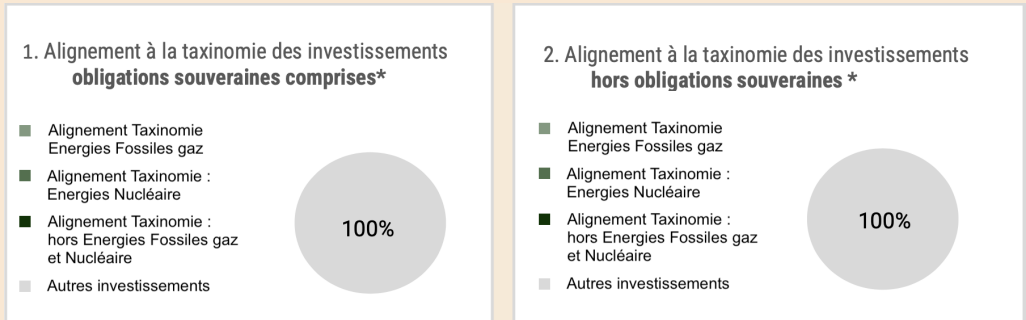 1. Alignement à la taxinomie des investissements
obligations souveraines comprises*
Alignement Taxinomie
Energies Fossiles gaz
Alignement Taxinomie :
Energies Nucléaire
Alignement Taxinomie :
hors Energies Fossiles gaz
et Nucléaire
Autres investissements
100%
2. Alignement à la taxinomie des investissements
hors obligations souveraines *
Alignement Taxinomie
Energies Fossiles gaz
Alignement Taxinomie :
Energies Nucléaire
Alignement Taxinomie :
hors Energies Fossiles gaz
et Nucléaire
Autres investissements
100%